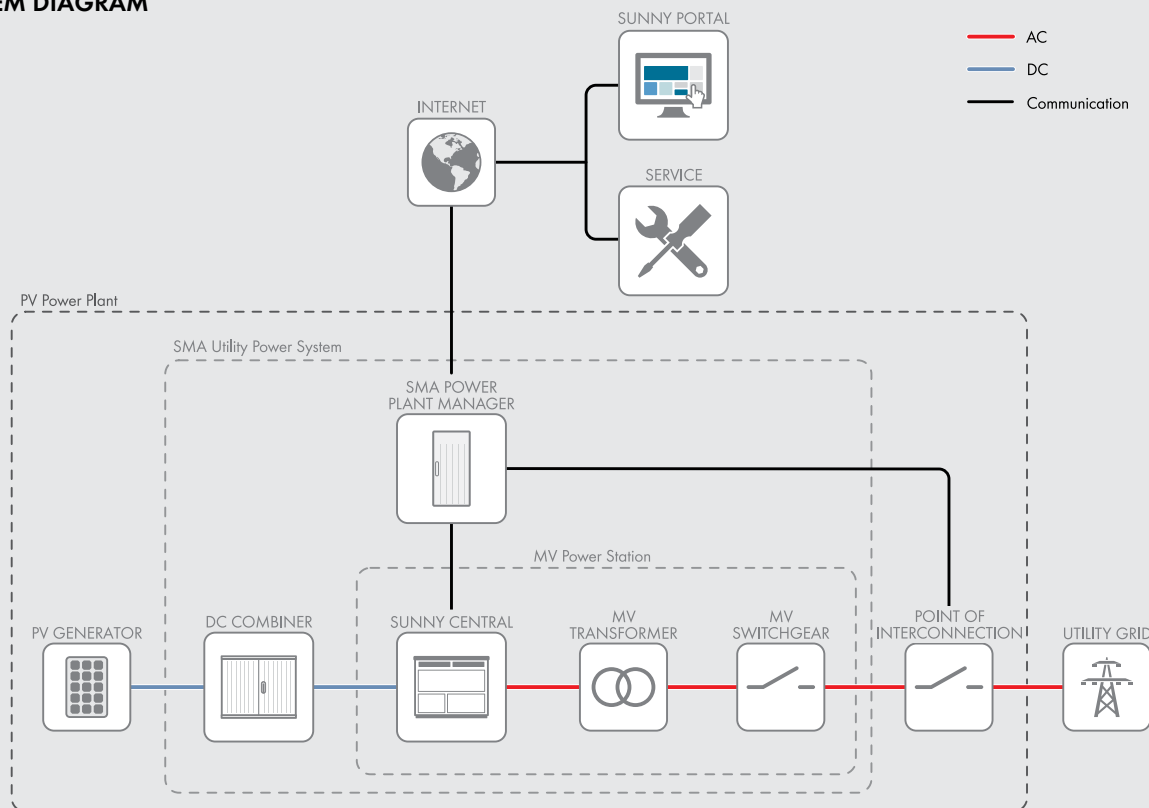 EM DIAGRAM
SUNNY PORTAL
AC
DC
Communication
INTERNET
SERVICE
PV Power Plant
SMA Utility Power System
SMA POWER
PLANT MANAGER
MV Power Station
PV GENERATOR
DC COMBINER
SUNNY CENTRAL
MV
TRANSFORMER
MV
SWITCHGEAR
POINT OF
INTERCONNECTION
UTILITY GRID